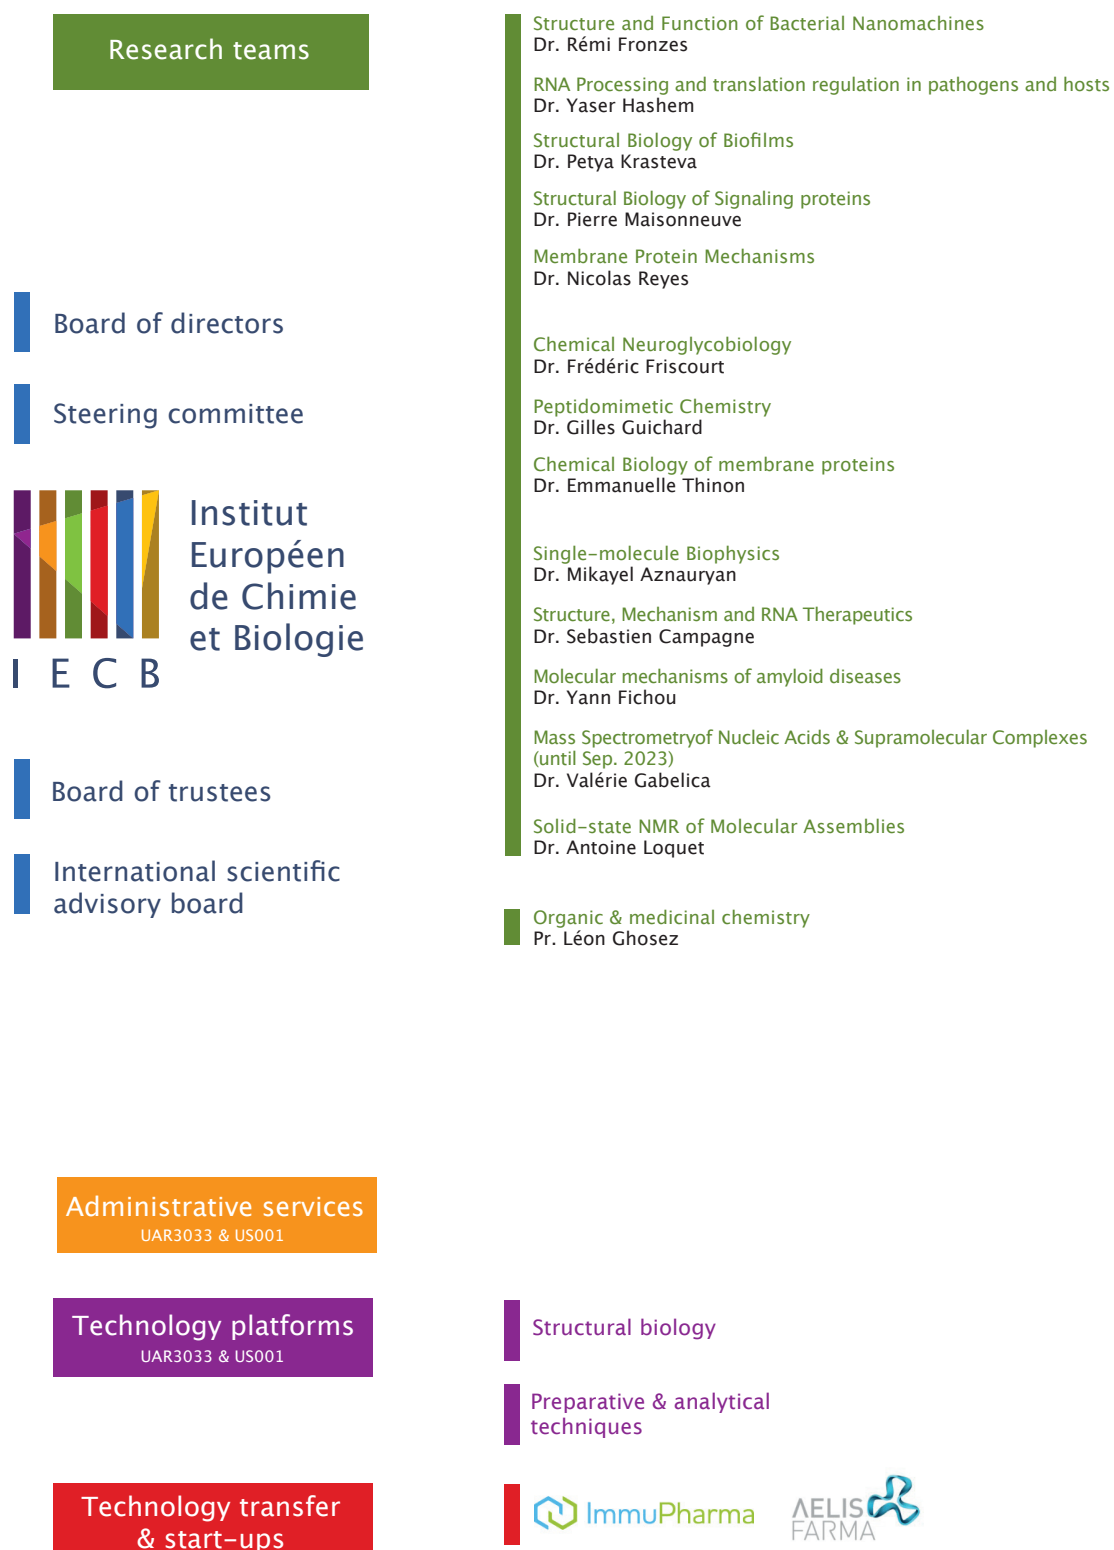 Research teams
Structure and Function of Bacterial Nanomachines
Dr. Rémi Fronzes
RNA Processing and translation regulation in pathogens and hosts
Dr. Yaser Hashem
Structural Biology of Biofilms
Dr. Petya Krasteva
Structural Biology of Signaling proteins
Dr. Pierre Maisonneuve
Membrane Protein Mechanisms
Dr. Nicolas Reyes
Chemical Neuroglycobiology
Dr. Frédéric Friscourt
Peptidomimetic Chemistry
Dr. Gilles Guichard
Chemical Biology of membrane proteins
Dr. Emmanuelle Thinon
Single-molecule Biophysics
Dr. Mikayel Aznauryan
Structure, Mechanism and RNA Therapeutics
Dr. Sebastien Campagne
Molecular mechanisms of amyloid diseases
Dr. Yann Fichou
Mass Spectrometryof Nucleic Acids & Supramolecular Complexes
(until Sep. 2023)
Dr. Valérie Gabelica
Solid-state NMR of Molecular Assemblies
Dr. Antoine Loquet
Organic & medicinal chemistry
Pr. Léon Ghosez
Board of directors
Steering committee
Institut
Européen
de Chimie
et Biologie
I E C B
Board of trustees
International scientific
advisory board
Administrative services
UAR3033 & US001
Technology platforms
UAR3033 & US001
Structural biology
Preparative & analytical
techniques
Technology transfer
& start-ups
ImmuPharma
AELIS
FARMA